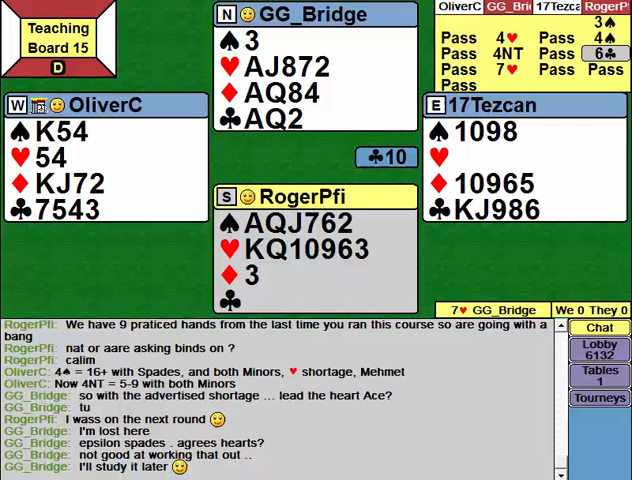 Teaching
Board 15
D
N GG_Bridge
♠3
♥AJ872
♦AQ84
♣AQ2
OliverC GG_Bri 17Tezca RogerP
3♠
Pass 4♥ Pass 4♠
Pass 4NT Pass 6♣
Pass 7♥ Pass Pass
Pass
W OliverC
♠K54
♥54
♦KJ72
♣7543
♣10
E 17Tezcan
♠1098
♥
♦10965
♣KJ986
S RogerPfi
♠AQJ762
♥KQ10963
♦3
♣
7♥ GG_Bridge We 0 They 0
RogerPfi: We have 9 praticed hands from the last time you ran this course so are going with a
bang
RogerPfi: nat or aare asking binds on ?
RogerPfi: calim
OliverC: 4♠ = 16+ with Spades, and both Minors, ♥ shortage, Mehmet
OliverC: Now 4NT = 5-9 with both Minors
GG_Bridge: so with the advertised shortage ... lead the heart Ace?
GG_Bridge: tu
RogerPfi: I wass on the next round
GG_Bridge: I'm lost here
GG_Bridge: epsilon spades . agrees hearts?
GG_Bridge: not good at working that out ..
GG_Bridge: I'll study it later
Chat
Lobby
6132
Tables
1
Tourneys